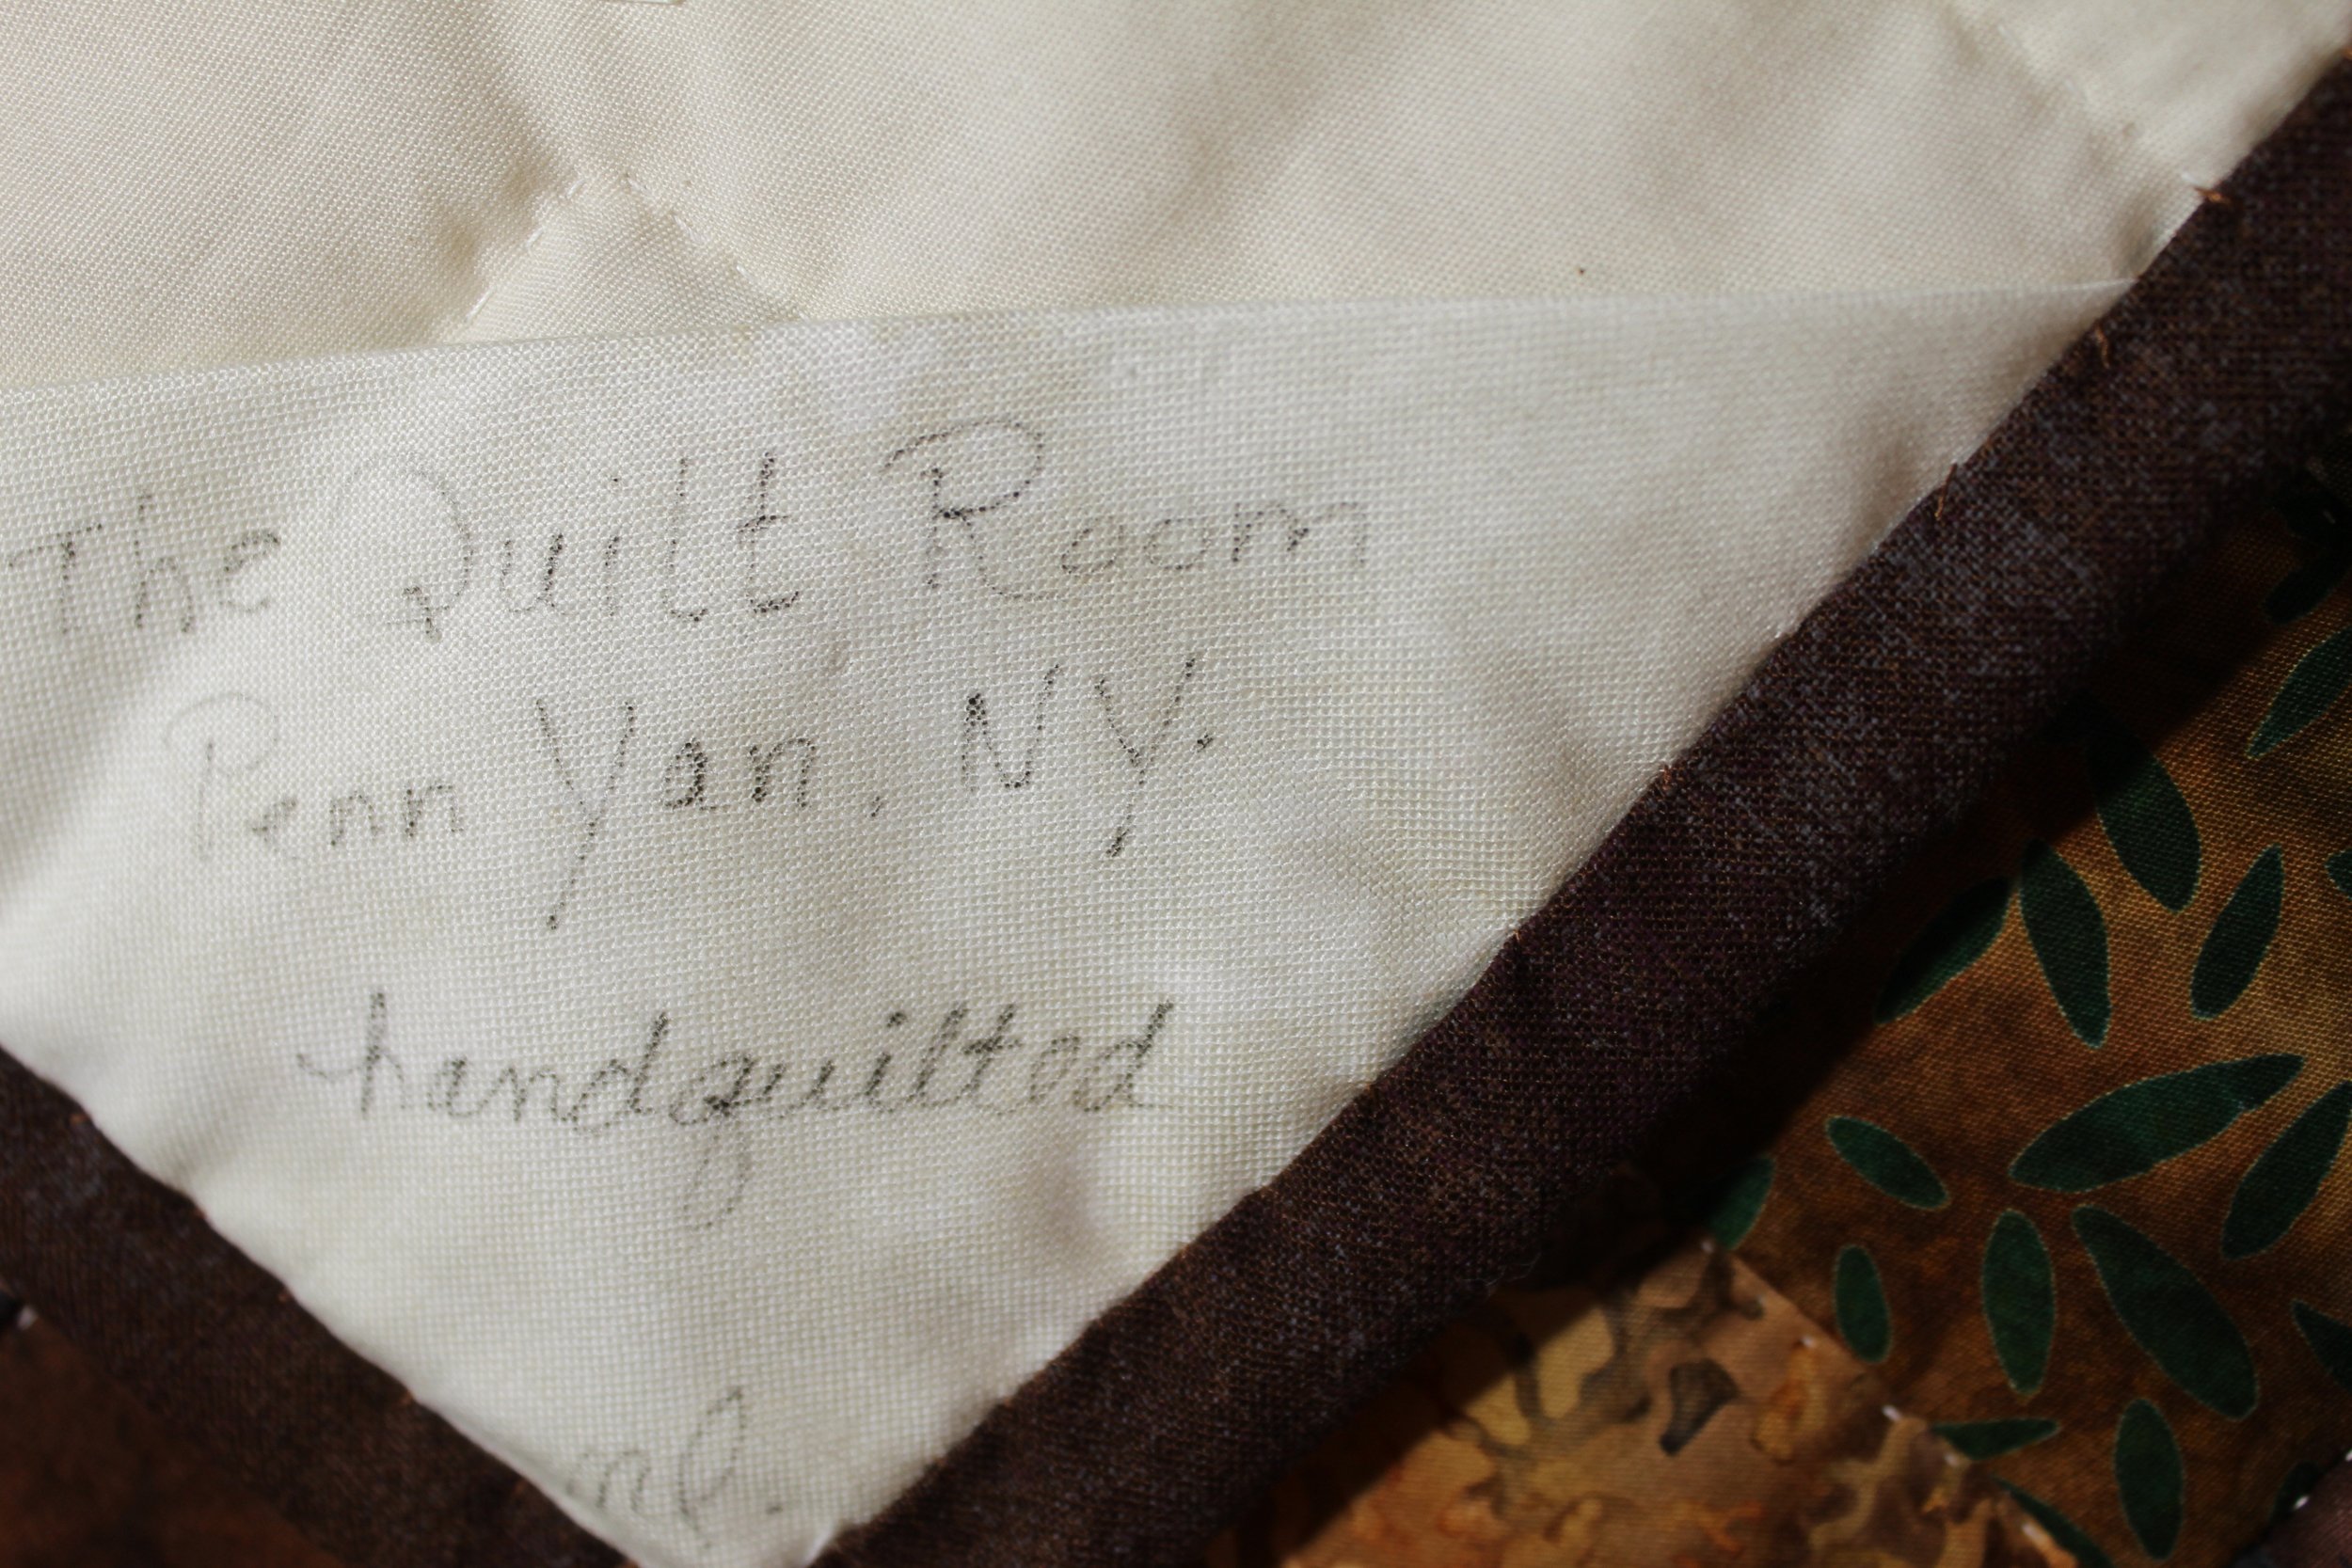 The Quilt Room
Penn Yan, NY.
handquilted